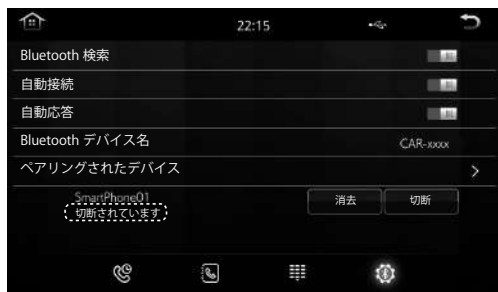 22:15
Bluetooth 検索
自動接続
自動応答
Bluetooth デバイス名 CAR-xxxx
ペアリングされたデバイス
SmartPhone01 消去 切断
切断されています